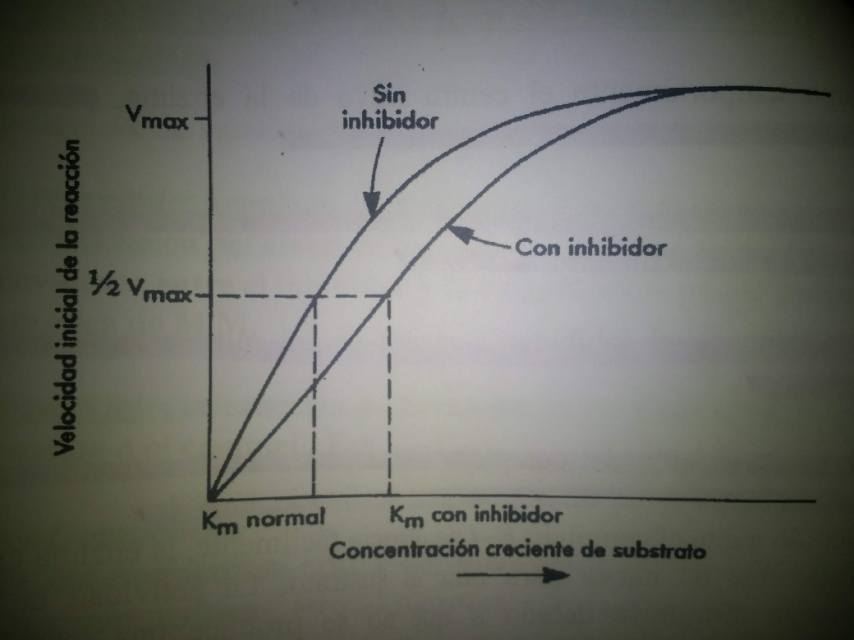 Sin
inhibidor
Vmax
Con inhibidor
½ Vmax
Velocidad inicial de la reacción
Km normal
Km con inhibidor
Concentración creciente de substrato